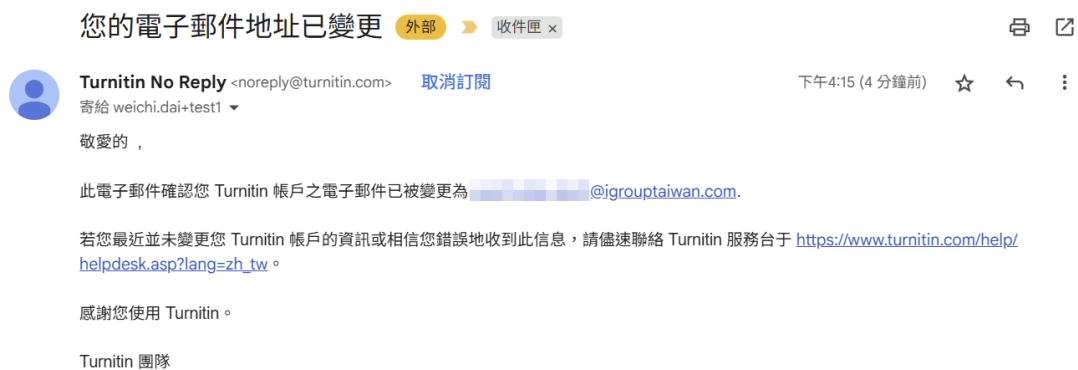 您的電子郵件地址已變更 外部 收件匣 ×
Turnitin No Reply <noreply@turnitin.com> 取消訂閱 下午4:15 (4 分鐘前)
寄給 weichi.dai+test1
敬愛的 ,
此電子郵件確認您 Turnitin 帳戶之電子郵件已被變更為 @igrouptaiwan.com.
若您最近並未變更您 Turnitin 帳戶的資訊或相信您錯誤地收到此信息，請儘速聯絡 Turnitin 服務台于 https://www.turnitin.com/help/
helpdesk.asp?lang=zh_tw。
感謝您使用 Turnitin。
Turnitin 團隊